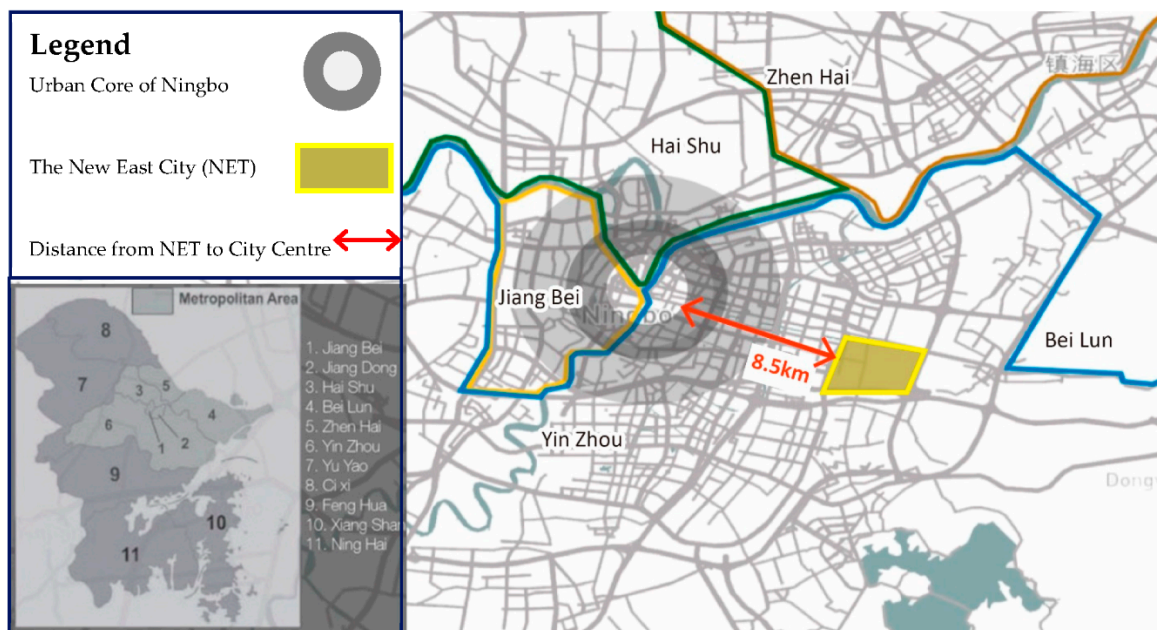 Legend
Urban Core of Ningbo
The New East City (NET)
Distance from NET to City Centre
Metropolitan Area
8
7
5
3
4
6
2
1
9
10
11
1. Jiang Bei
2. Jiang Dong
3. Hai Shu
4. Bei Lun
5. Zhen Hai
6. Yin Zhou
7. Yu Yao
8. Ci xi
9. Feng Hua
10. Xiang Shan
11. Ning Hai
镇海区
Zhen Hai
Hai Shu
Jiang Bei
Ningbo
8.5km
Bei Lun
Yin Zhou
Dong